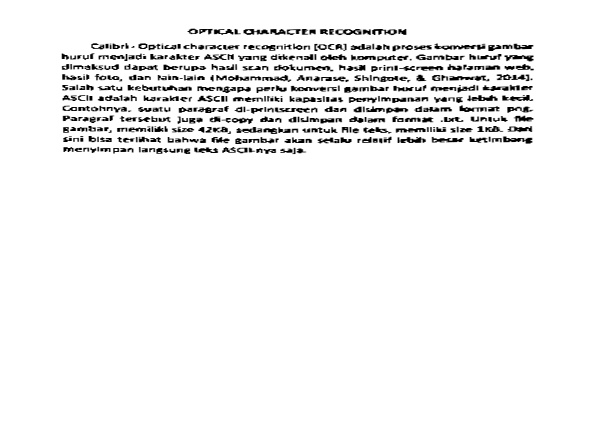 OPTICAL CHARACTER RECOGNITION
Calibri - Optical character recognition [OCR] adalah proses konversi gambar
huruf menjadi karakter ASCII yang dikenali oleh komputer. Gambar huruf yang
dimaksud dapat berupa hasil scan dokumen, hasil print-screen halaman web,
hasil foto, dan lain-lain (Mohammad, Anarase, Shingote, & Ghanwat, 2014].
Salah satu kebutuhan mengapa perlu konversi gambar huruf menjadi karakter
ASCII adalah karakter ASCII memiliki kapasitas penyimpanan yang lebih kecil.
Contohnya, suatu paragraf di-printscreen dan disimpan dalam format png.
Paragraf tersebut juga di-copy dan disimpan dalam format .txt. Untuk file
gambar, memiliki size 42KB, sedangkan untuk file teks, memiliki size 1KB. Dari
sini bisa terlihat bahwa file gambar akan selalu relatif lebih besar ketimbang
menyimpan langsung teks ASCII-nya saja.